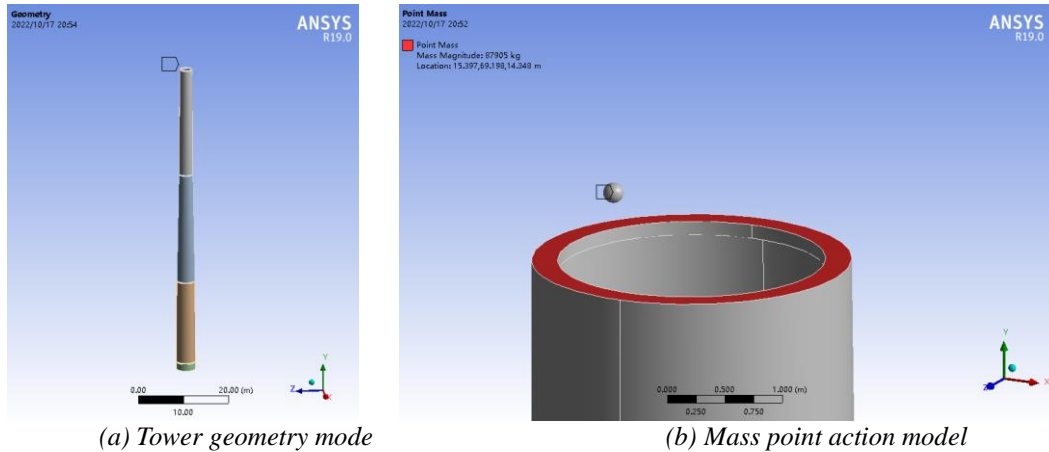 Geometry
2022/10/17 20:54
ANSYS
R19.0
0.00
20.00 (m)
10.00
Y
Z
X
Point Mass
2022/10/17 20:52
Point Mass
Mass Magnitude: 87905 kg
Location: 15.397,69.198,14.348 m
ANSYS
R19.0
0.000
0.500
1.000 (m)
0.250
0.750
Y
Z
X
(a) Tower geometry mode
(b) Mass point action model